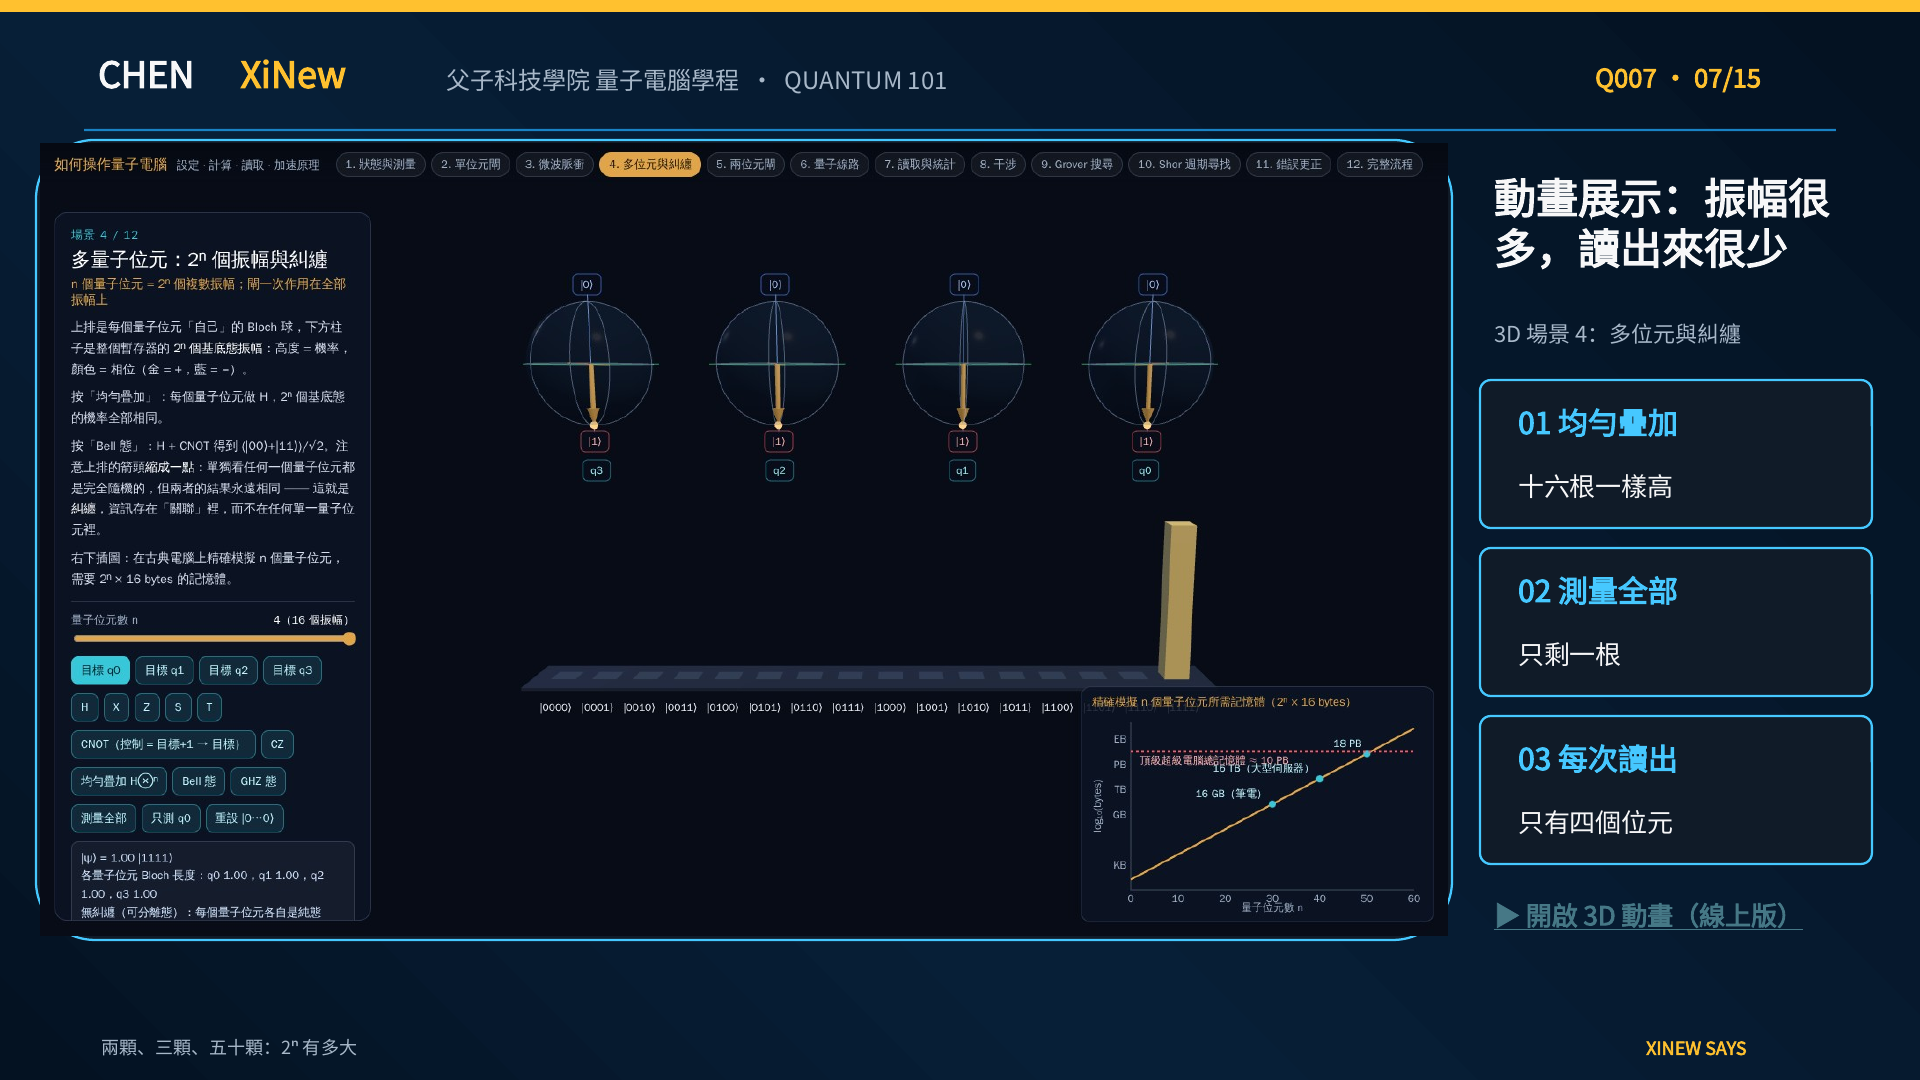 CHEN XiNew 父子科技學院 量子電腦學程 • QUANTUM 101 Q007 • 07/15
如何操作量子電腦 設定 · 計算 · 讀取 · 加速原理 1. 狀態與測量 2. 單位元閘 3. 微波脈衝 4. 多位元與糾纏 5. 兩位元閘 6. 量子線路 7. 讀取與統計 8. 干涉 9. Grover 搜尋 10. Shor 週期尋找 11. 錯誤更正 12. 完整流程
場景 4 / 12
多量子位元：2ⁿ 個振幅與糾纏
n 個量子位元 = 2ⁿ 個複數振幅；閘一次作用在全部
振幅上
上排是每個量子位元「自己」的 Bloch 球，下方柱
子是整個暫存器的 2ⁿ 個基底態振幅：高度 = 機率，
顏色 = 相位（金 = +，藍 = −）。
按「均勻疊加」：每個量子位元做 H，2ⁿ 個基底態
的機率全部相同。
按「Bell 態」：H + CNOT 得到 (|00⟩+|11⟩)/√2。注
意上排的箭頭縮成一點：單獨看任何一個量子位元都
是完全隨機的，但兩者的結果永遠相同 —— 這就是
糾纏，資訊存在「關聯」裡，而不在任何單一量子位
元裡。
右下插圖：在古典電腦上精確模擬 n 個量子位元，
需要 2ⁿ × 16 bytes 的記憶體。
量子位元數 n 4（16 個振幅）
目標 q0 目標 q1 目標 q2 目標 q3
H X Z S T
CNOT（控制 = 目標+1 → 目標） CZ
均勻疊加 H⊗ⁿ Bell 態 GHZ 態
測量全部 只測 q0 重設 |0···0⟩
|ψ⟩ = 1.00 |1111⟩
各量子位元 Bloch 長度：q0 1.00，q1 1.00，q2
1.00，q3 1.00
無糾纏（可分離態）：每個量子位元各自是純態
|0⟩ |0⟩ |0⟩ |0⟩
|1⟩ |1⟩ |1⟩ |1⟩
q3 q2 q1 q0
|0000⟩ |0001⟩ |0010⟩ |0011⟩ |0100⟩ |0101⟩ |0110⟩ |0111⟩ |1000⟩ |1001⟩ |1010⟩ |1011⟩ |1100⟩
精確模擬 n 個量子位元所需記憶體（2ⁿ × 16 bytes）
18 PB
頂級超級電腦總記憶體 ≈ 10 PB
16 TB（大型伺服器）
16 GB（筆電）
EB
PB
TB
GB
KB
0 10 20 30 40 50 60
量子位元數 n
動畫展示：振幅很
多，讀出來很少
3D 場景 4：多位元與糾纏
01 均勻疊加
十六根一樣高
02 測量全部
只剩一根
03 每次讀出
只有四個位元
▶ 開啟 3D 動畫（線上版）
兩顆、三顆、五十顆：2ⁿ 有多大
XINEW SAYS